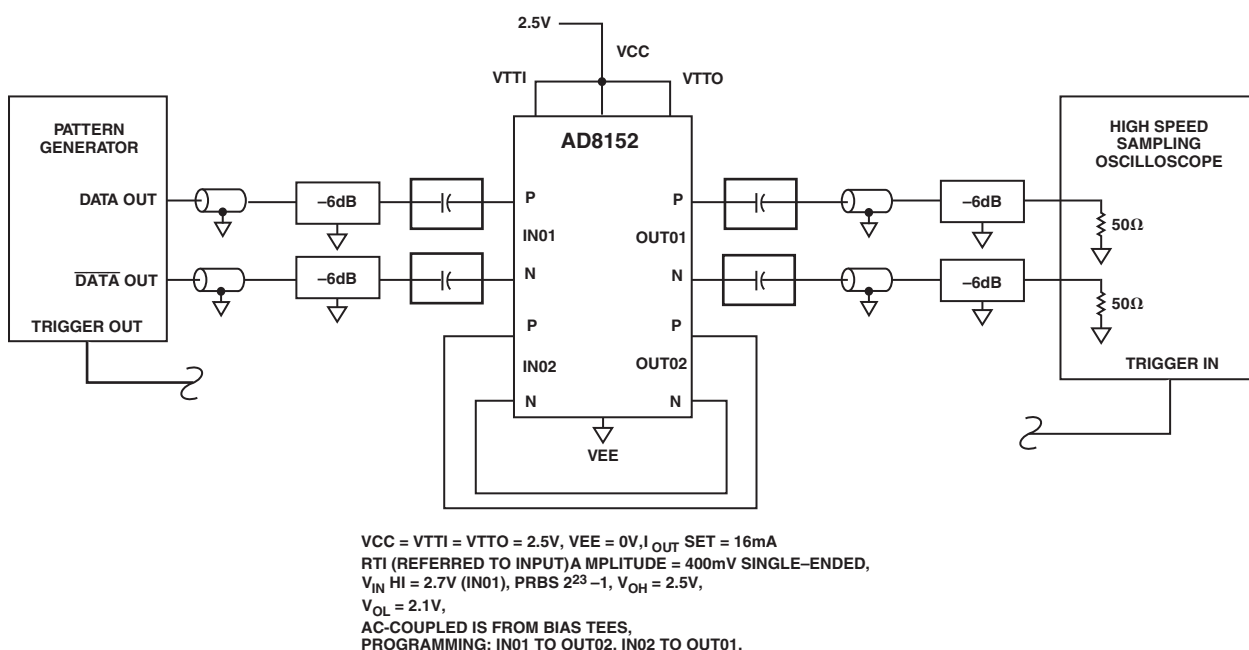 2.5V
VCC
VTTI
VTTO
PATTERN
GENERATOR
DATA OUT
DATA OUT
TRIGGER OUT
–6dB
–6dB
AD8152
P
IN01
N
P
IN02
N
P
OUT01
N
P
OUT02
N
VEE
–6dB
–6dB
HIGH SPEED
SAMPLING
OSCILLOSCOPE
50Ω
50Ω
TRIGGER IN
VCC = VTTI = VTTO = 2.5V, VEE = 0V,I OUT SET = 16mA
RTI (REFERRED TO INPUT)A MPLITUDE = 400mV SINGLE–ENDED,
VIN HI = 2.7V (IN01), PRBS 2²³ –1, VOH = 2.5V,
VOL = 2.1V,
AC-COUPLED IS FROM BIAS TEES,
PROGRAMMING: IN01 TO OUT02, IN02 TO OUT01.